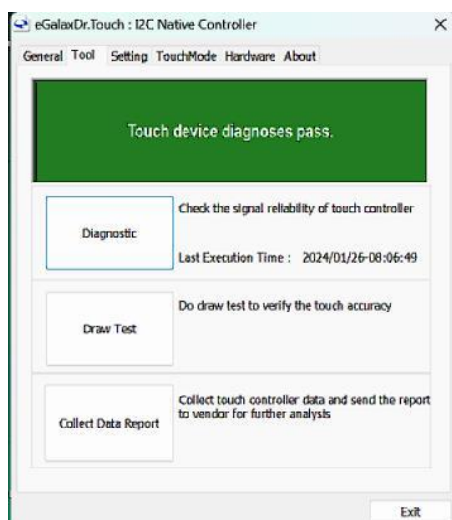 eGalaxDr.Touch : I2C Native Controller
General Tool Setting TouchMode Hardware About
Touch device diagnoses pass.
Diagnostic
Check the signal reliability of touch controller
Last Execution Time : 2024/01/26-08:06:49
Draw Test
Do draw test to verify the touch accuracy
Collect Data Report
Collect touch controller data and send the report
to vendor for further analysis
Exit